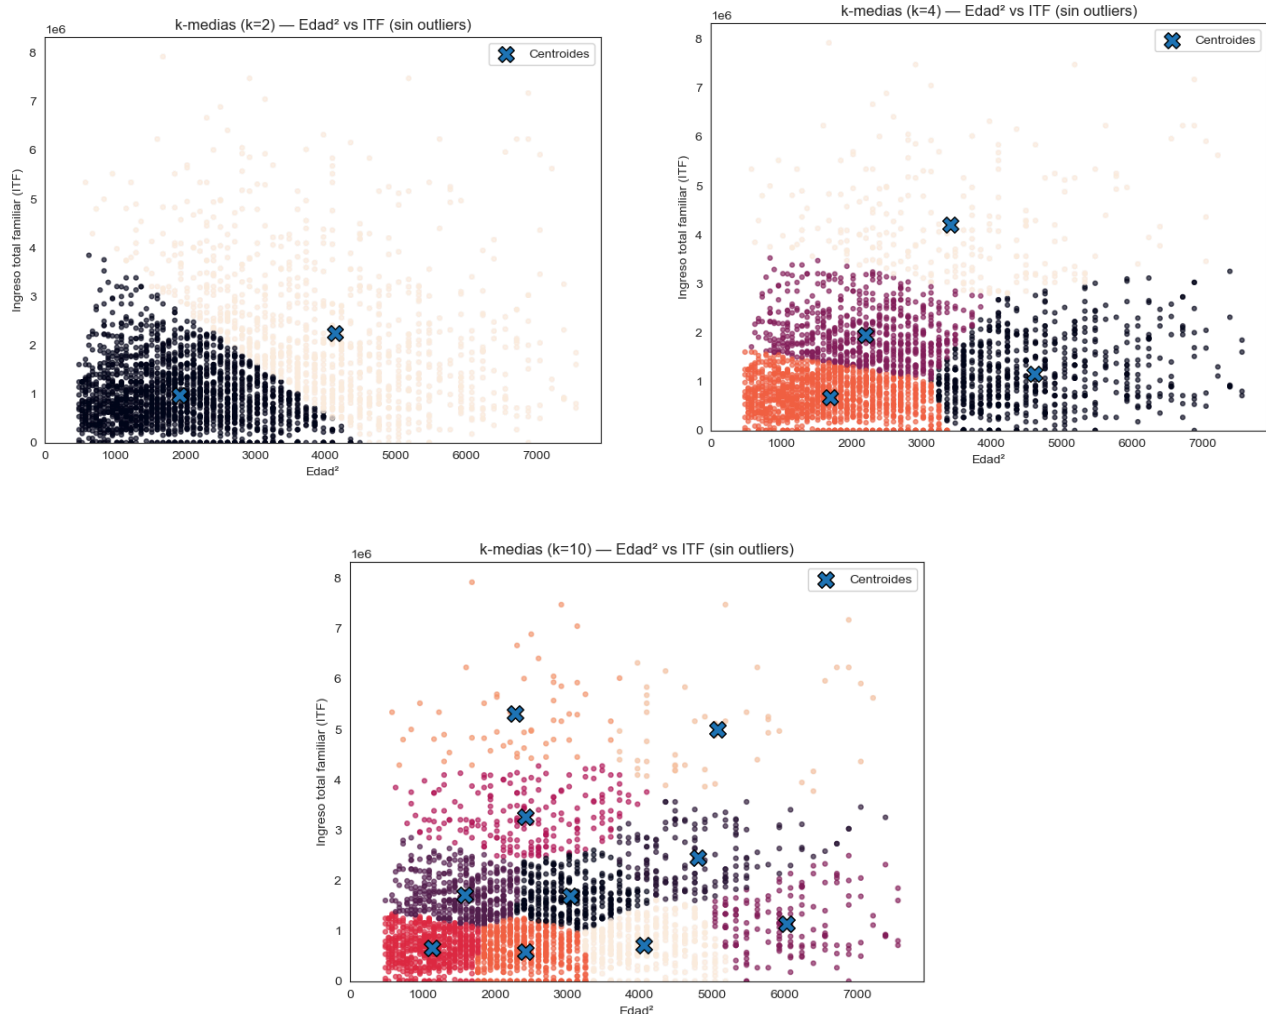 k-medias (k=2) — Edad² vs ITF (sin outliers)
1e6
Centroides
8
7
6
5
4
3
2
1
0
Ingreso total familiar (ITF)
0 1000 2000 3000 4000 5000 6000 7000
Edad²
k-medias (k=4) — Edad² vs ITF (sin outliers)
1e6
Centroides
8
7
6
5
4
3
2
1
0
Ingreso total familiar (ITF)
0 1000 2000 3000 4000 5000 6000 7000
Edad²
k-medias (k=10) — Edad² vs ITF (sin outliers)
1e6
Centroides
8
7
6
5
4
3
2
1
0
Ingreso total familiar (ITF)
0 1000 2000 3000 4000 5000 6000 7000
Edad²